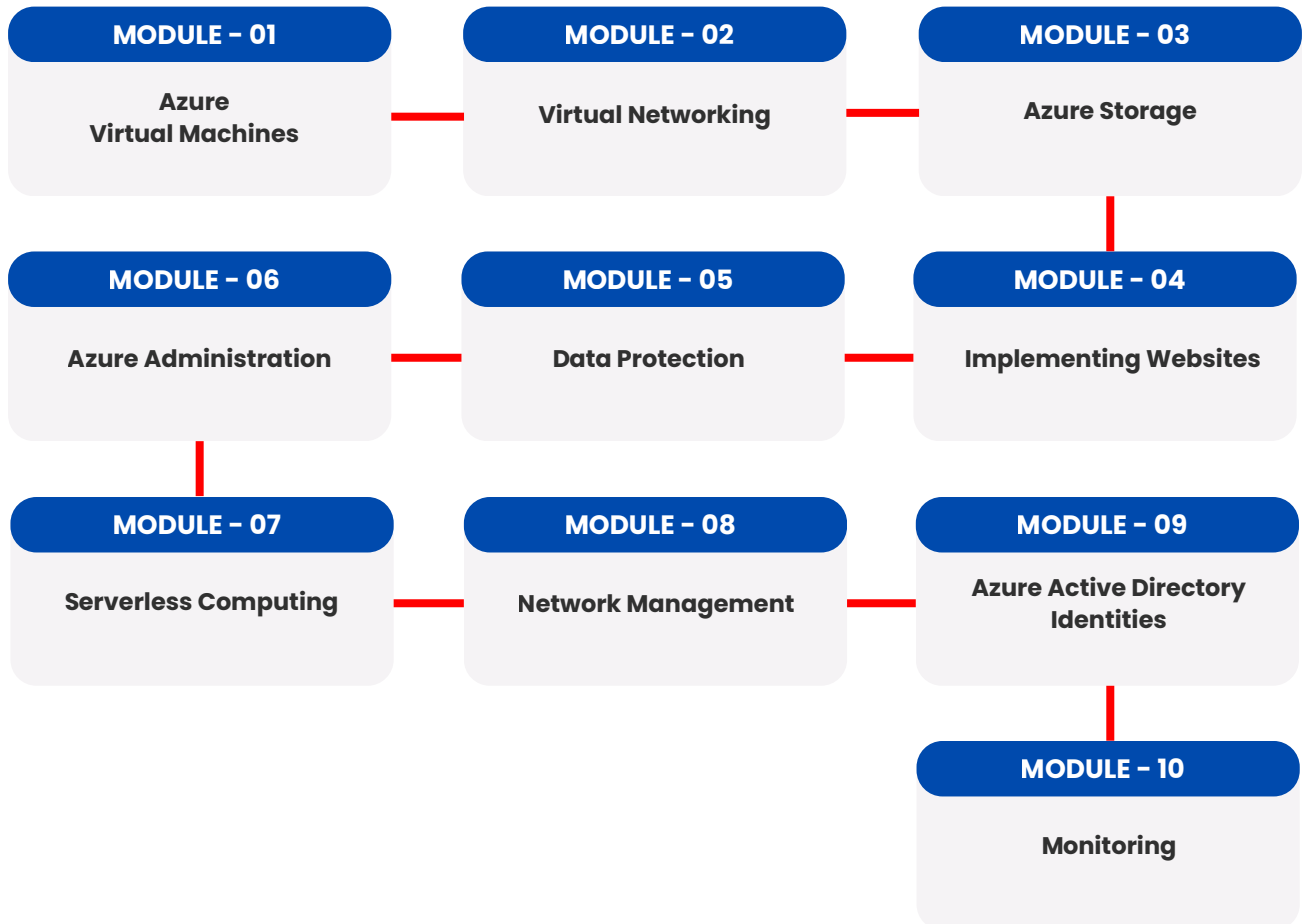 MODULE - 01
Azure
Virtual Machines
MODULE - 02
Virtual Networking
MODULE - 03
Azure Storage
MODULE - 04
Implementing Websites
MODULE - 05
Data Protection
MODULE - 06
Azure Administration
MODULE - 07
Serverless Computing
MODULE - 08
Network Management
MODULE - 09
Azure Active Directory
Identities
MODULE - 10
Monitoring